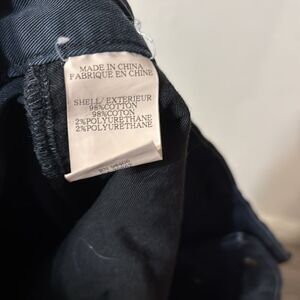 MADE IN CHINA
FABRIQUE EN CHINE
SHELL/EXTERIEUR
98%COTTON
98%COTON
2%POLYURETHANE
2%POLYURETHANE